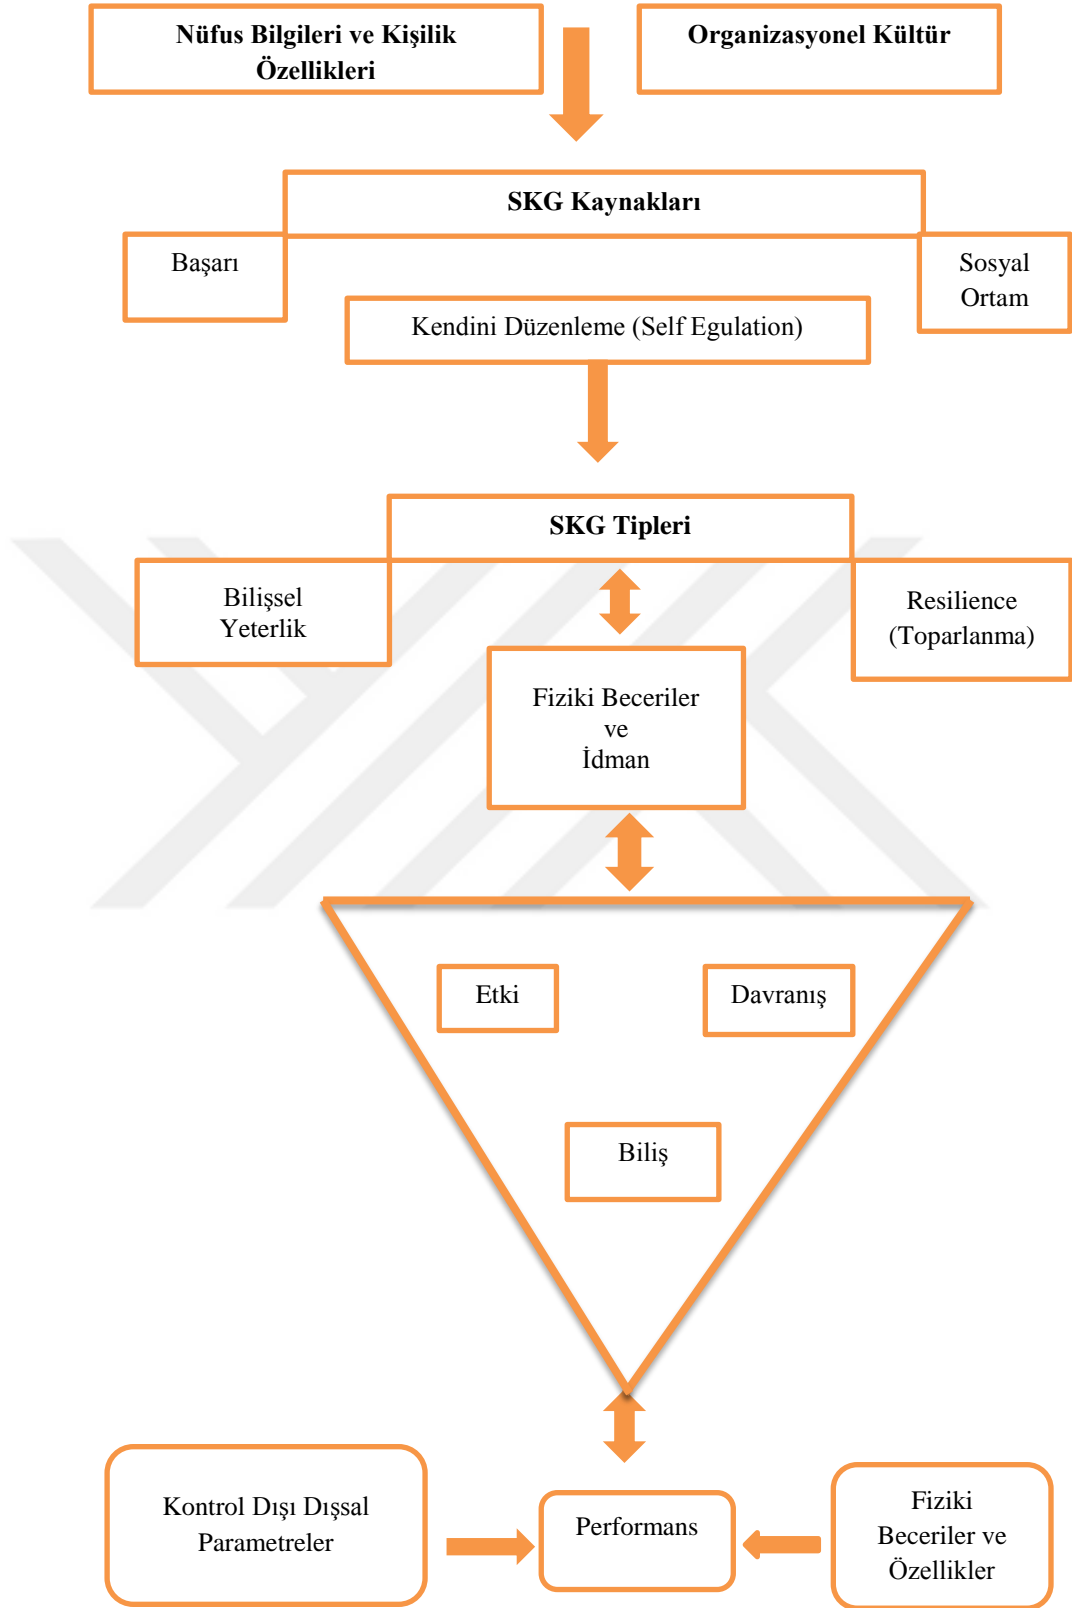 Nüfus Bilgileri ve Kişilik
Özellikleri
Organizasyonel Kültür
SKG Kaynakları
Başarı
Sosyal
Ortam
Kendini Düzenleme (Self Egulation)
SKG Tipleri
Bilişsel
Yeterlik
Resilience
(Toparlanma)
Fiziki Beceriler
ve
İdman
Etki
Davranış
Biliş
Kontrol Dışı Dışsal
Parametreler
Performans
Fiziki
Beceriler ve
Özellikler